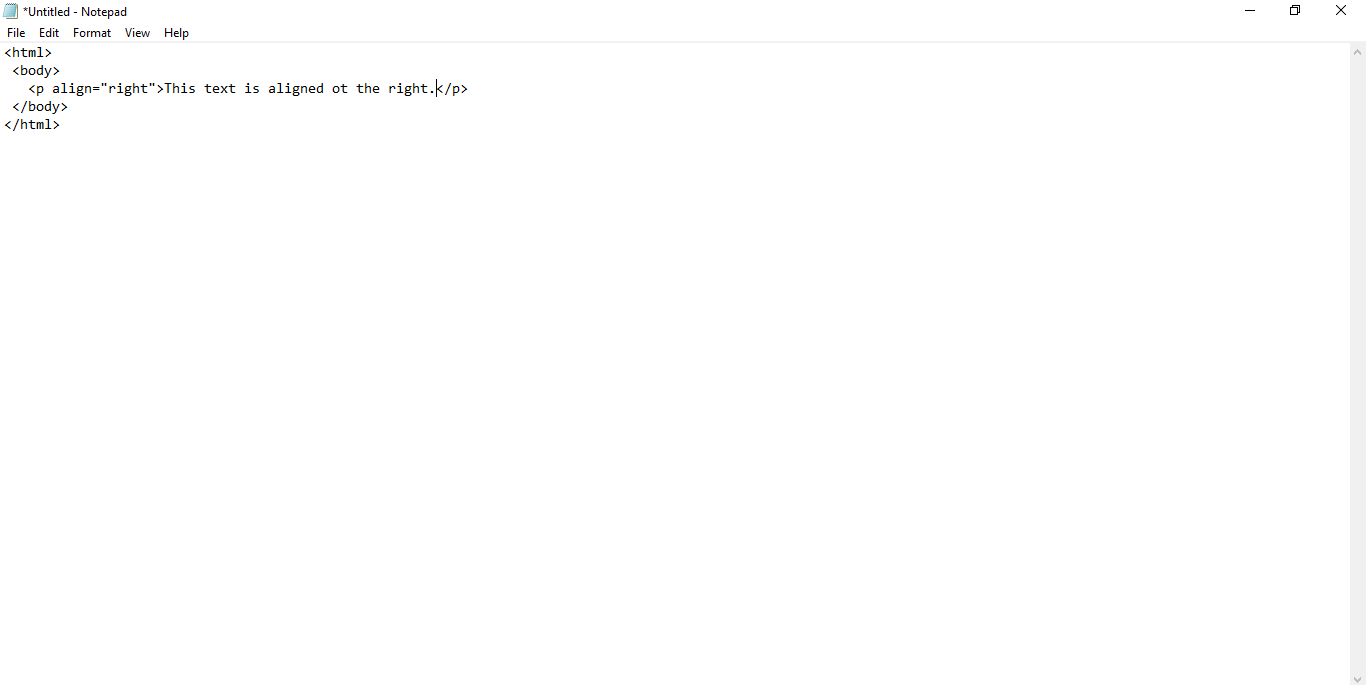 *Untitled - Notepad
File Edit Format View Help
<html>
<body>
<p align="right">This text is aligned ot the right.</p>
</body>
</html>